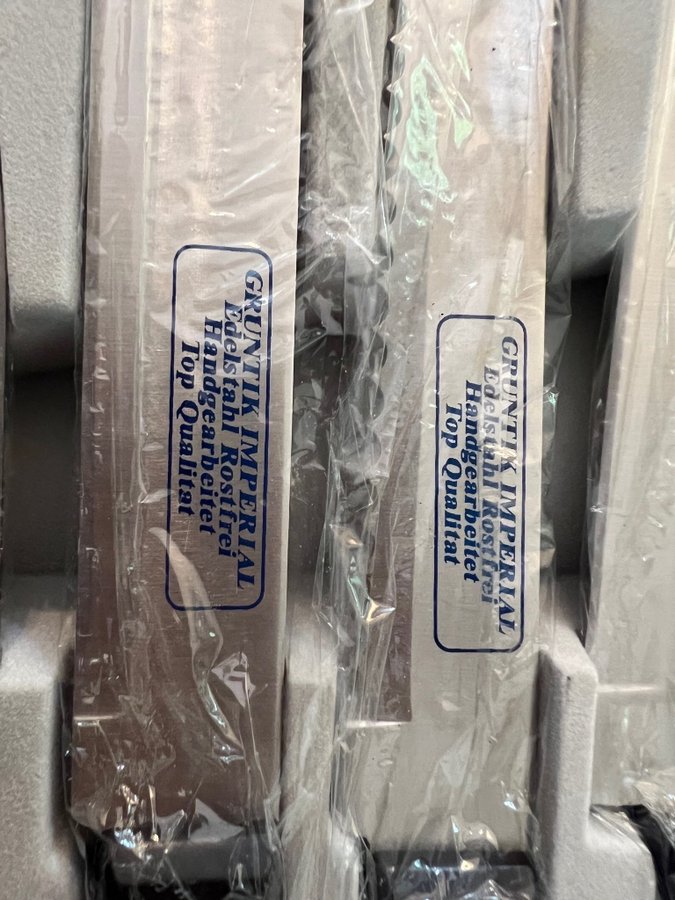 GRUNTIK IMPERIAL
Edelstahl Rostfrei
Handgearbeitet
Top Qualitat
GRUNTIK IMPERIAL
Edelstahl Rostfrei
Handgearbeitet
Top Qualitat